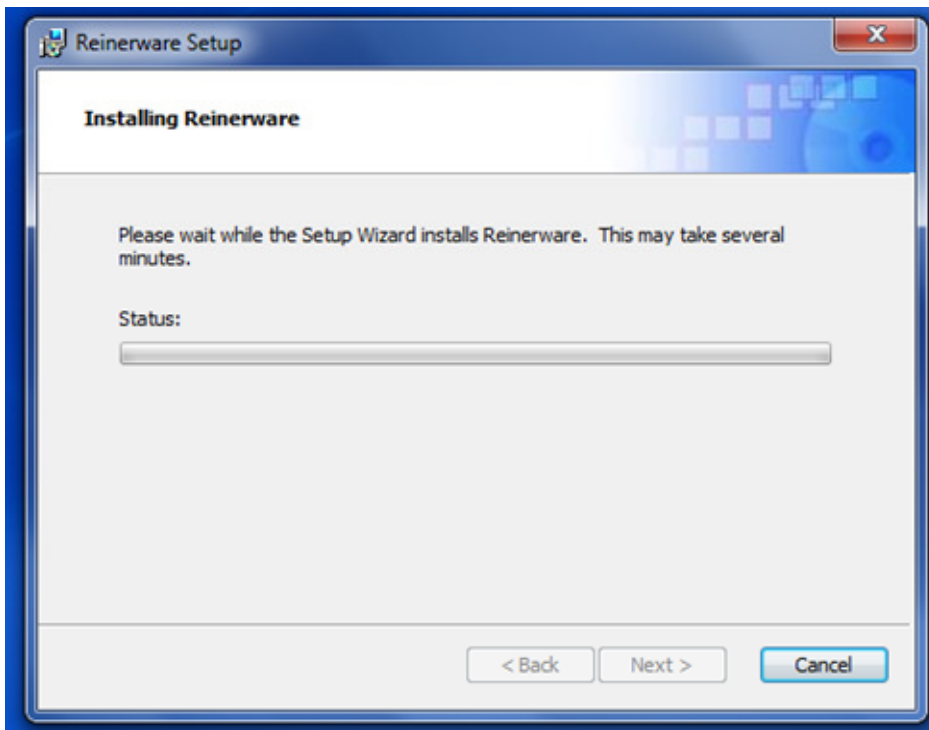 Reinerware Setup
Installing Reinerware
Please wait while the Setup Wizard installs Reinerware. This may take several
minutes.
Status:
< Back
Next >
Cancel